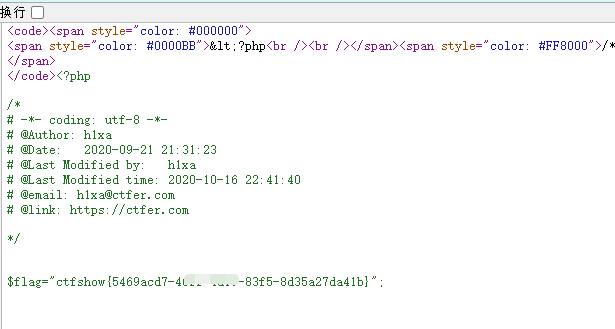 换行
<code><span style="color: #000000">
<span style="color: #0000BB">&lt;?php<br /><br /></span><span style="color: #FF8000">/*
</span>
</code><?php
/*
# -*- coding: utf-8 -*-
# @Author: h1xa
# @Date:   2020-09-21 21:31:23
# @Last Modified by:   h1xa
# @Last Modified time: 2020-10-16 22:41:40
# @email: h1xa@ctfer.com
# @link: https://ctfer.com
*/
$flag="ctfshow{5469acd7-4 -83f5-8d35a27da41b}";